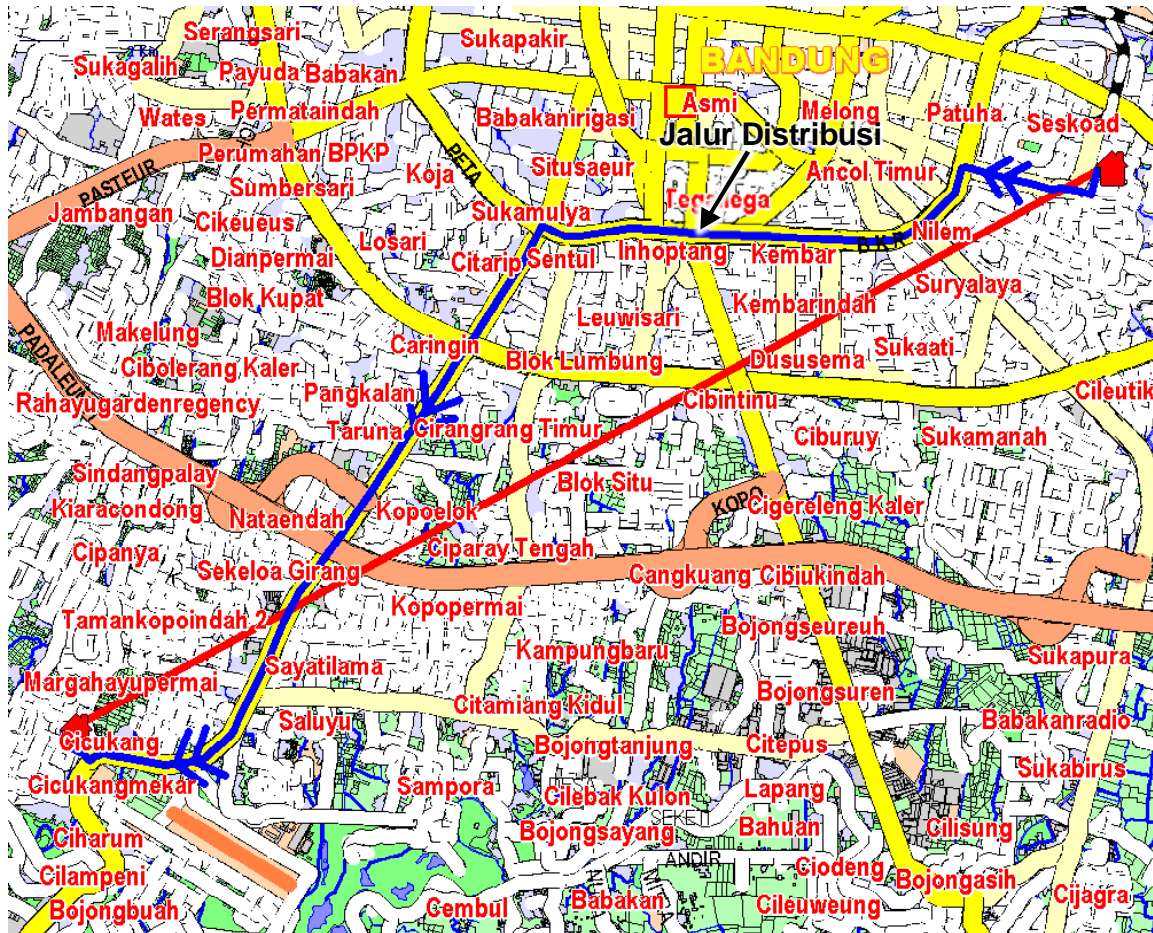 Serangsari
Sukapakir
2 Km
BANDUNG
Sukagalih
Payuda
Babakan
Asmi
Melong
Patuha
Wates
Permataindah
Babakanirigasi
Seskoad
Jalur Distribusi
PETA
Perumahan BPKP
Koja
Situsaeur
Ancol Timur
PASTEUR
Sumbersari
Tegallega
Jambangan
Cikeueus
Sukamulya
Nilem
Losari
Inhoptang
Kembar
B K R
Dianpermai
Citarip
Sentul
Suryalaya
Blok Kupat
Kembarindah
Leuwisari
PADALEUN
Makelung
Caringin
Sukaati
Cibolerang Kaler
Blok Lumbung
Dususema
Pangkalan
Cileutik
Rahayugardenregency
Cibintinu
Taruna
Cirangrang Timur
Ciburuy
Sukamanah
Sindangpalay
Blok Situ
KOPO
Kiaracondong
Nataendah
Kopoelok
Cigereleng Kaler
Cipanya
Ciparay Tengah
Sekeloa Girang
Cangkuang
Cibiukindah
Tamankopoindah 2
Kopopermai
Bojongseureuh
Sayatilama
Kampungbaru
Sukapura
Margahayupermai
Bojongsuren
Citamiang Kidul
Saluyu
Babakanradio
Cicukang
Bojongtanjung
Citepus
Cicukangmekar
Sampora
Cilebak Kulon
Lapang
Sukabirus
SEKET
Ciharum
Bojongsayang
Bahuan
Cilisung
ANDIR
Cilampeni
Ciodeng
Bojongasih
Bojongbuah
Cembul
Babakan
Cileuweung
Cijagra